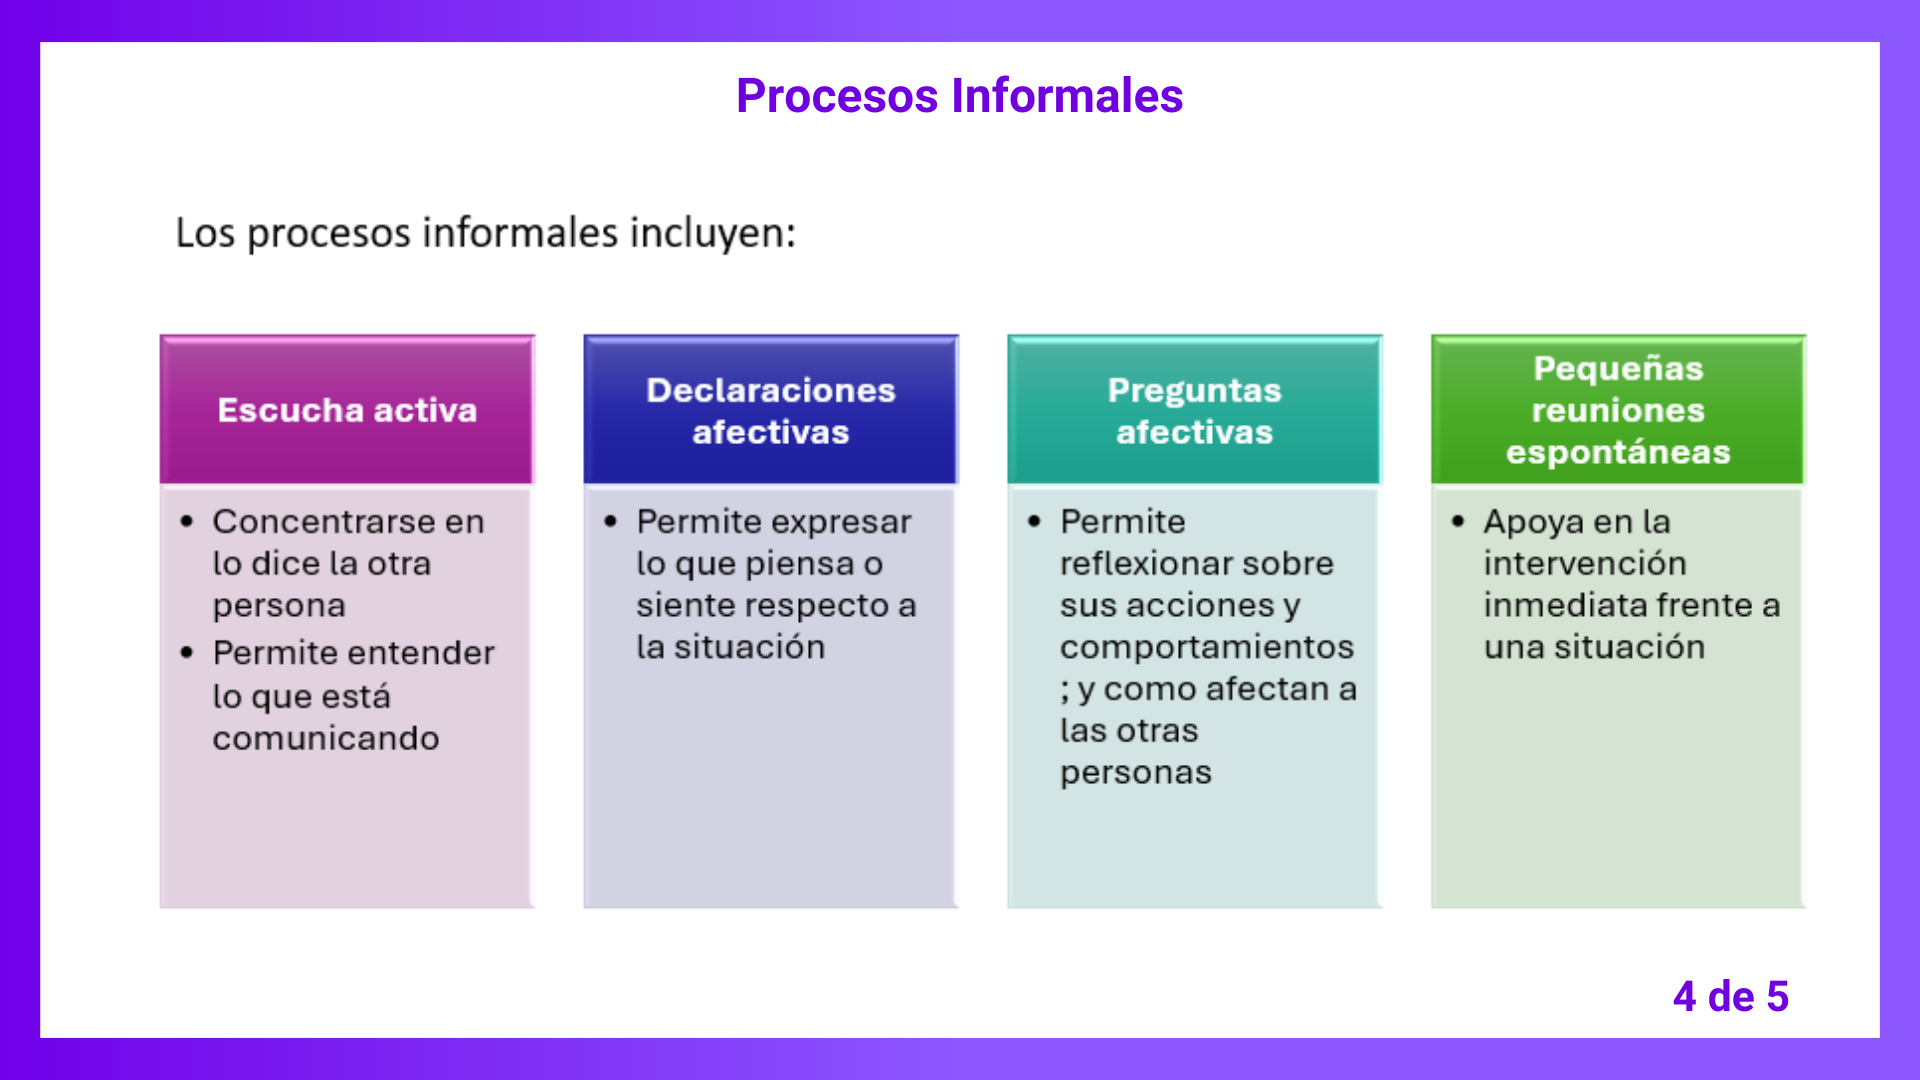 Procesos Informales
Los procesos informales incluyen:
Escucha activa
• Concentrarse en
lo dice la otra
persona
• Permite entender
lo que está
comunicando
Declaraciones
afectivas
• Permite expresar
lo que piensa o
siente respecto a
la situación
Preguntas
afectivas
• Permite
reflexionar sobre
sus acciones y
comportamientos
; y como afectan a
las otras
personas
Pequeñas
reuniones
espontáneas
• Apoya en la
intervención
inmediata frente a
una situación
4 de 5